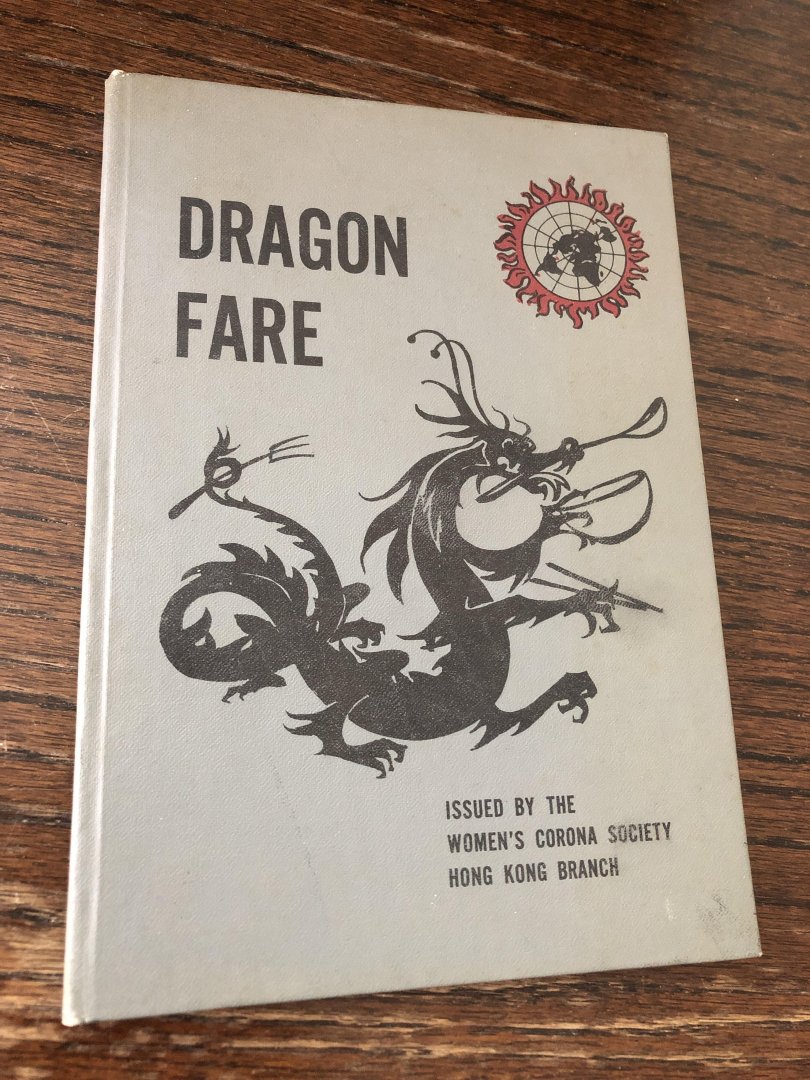 DRAGON
FARE
ISSUED BY THE
WOMEN'S CORONA SOCIETY
HONG KONG BRANCH